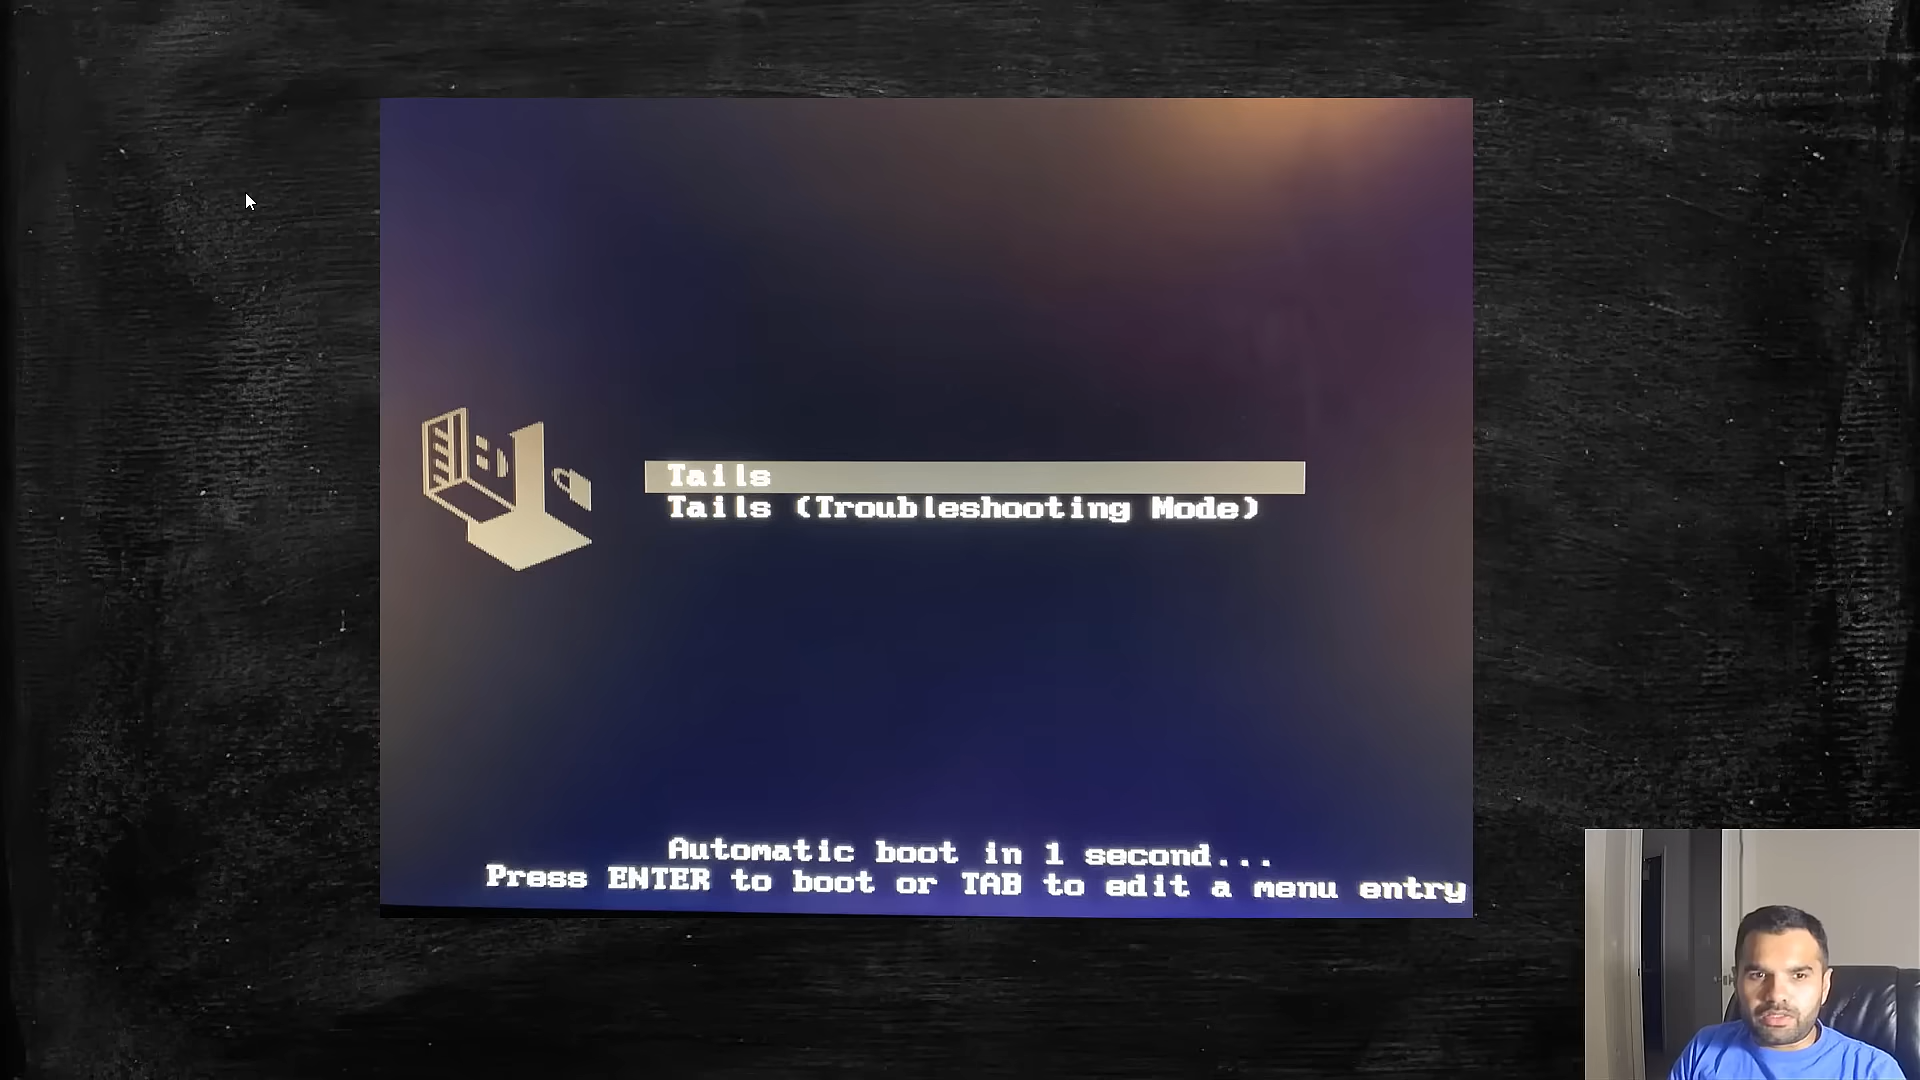 Tails
Tails (Troubleshooting Mode)
Automatic boot in 1 second...
Press ENTER to boot or TAB to edit a menu entry